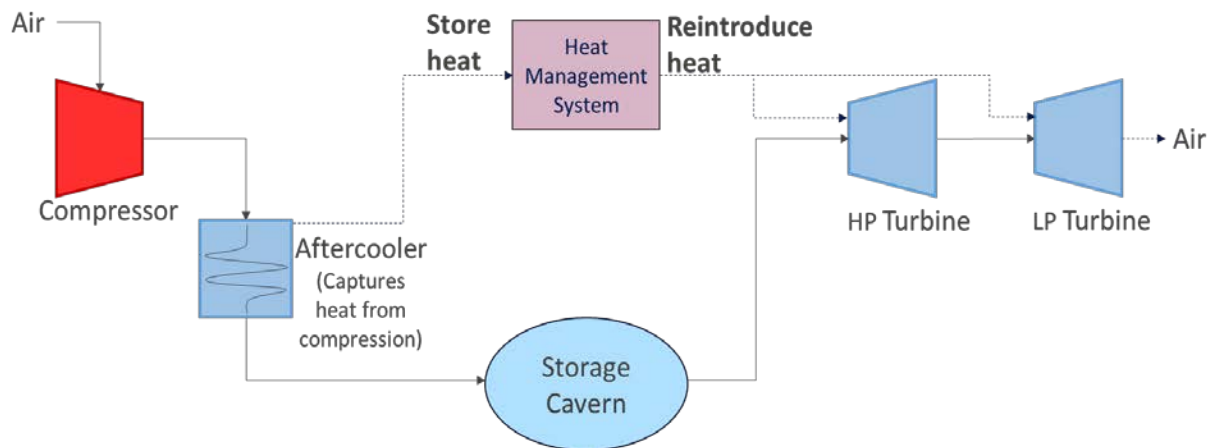 Air
Compressor
Aftercooler
(Captures
heat from
compression)
Store
heat
Heat
Management
System
Reintroduce
heat
Storage
Cavern
HP Turbine
LP Turbine
Air